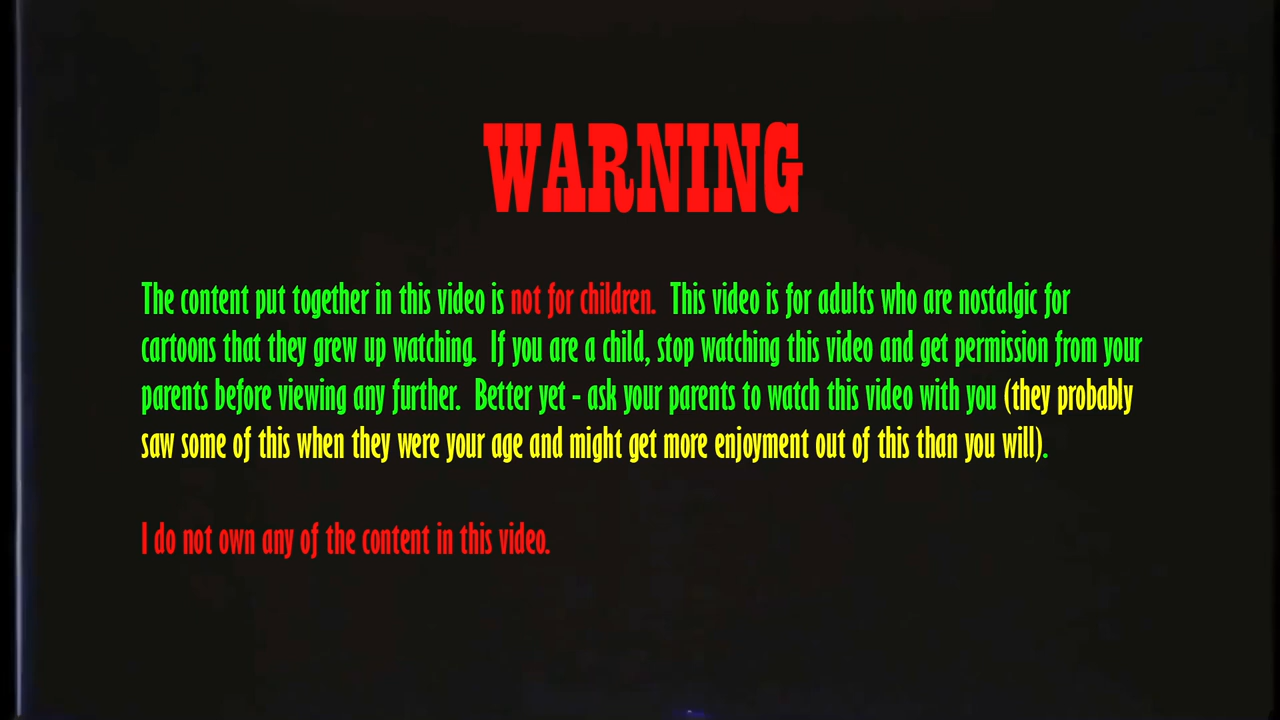 WARNING
The content put together in this video is not for children.  This video is for adults who are nostalgic for
cartoons that they grew up watching.  If you are a child, stop watching this video and get permission from your
parents before viewing any further.  Better yet - ask your parents to watch this video with you (they probably
saw some of this when they were your age and might get more enjoyment out of this than you will).
I do not own any of the content in this video.